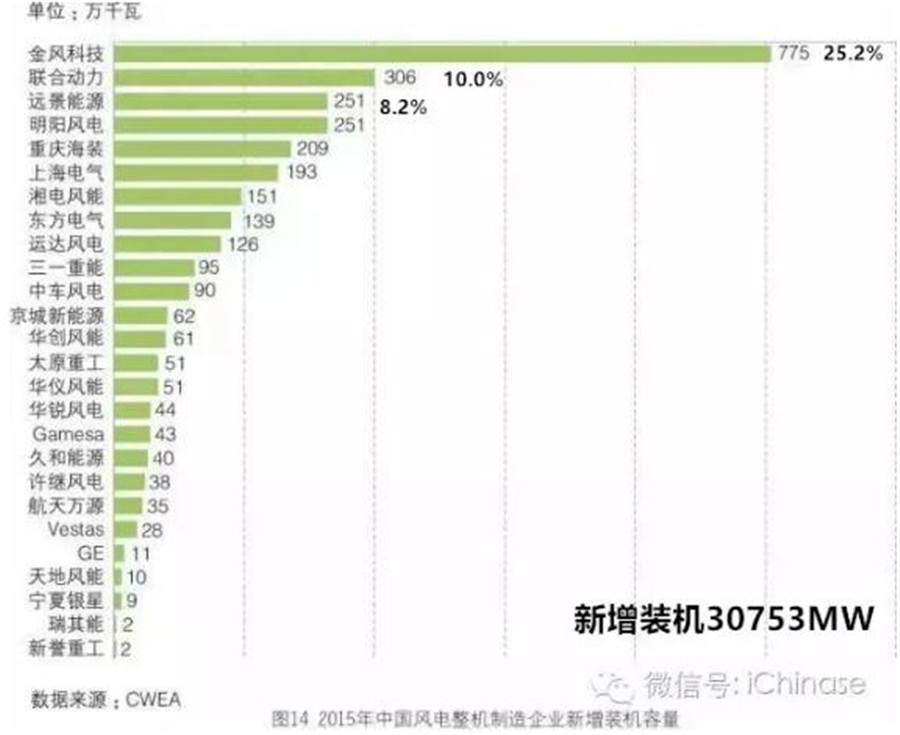 单位：万千瓦
金风科技 775 25.2%
联合动力 306 10.0%
远景能源 251 8.2%
明阳风电 251
重庆海装 209
上海电气 193
湘电风能 151
东方电气 139
运达风电 126
三一重能 95
中车风电 90
京城新能源 62
华创风能 61
太原重工 51
华仪风能 51
华锐风电 44
Gamesa 43
久和能源 40
许继风电 38
航天万源 35
Vestas 28
GE 11
天地风能 10
宁夏银星 9
瑞其能 2
新誉重工 2
新增装机30753MW
数据来源：CWEA
微信号: iChinase
图14 2015年中国风电整机制造企业新增装机容量